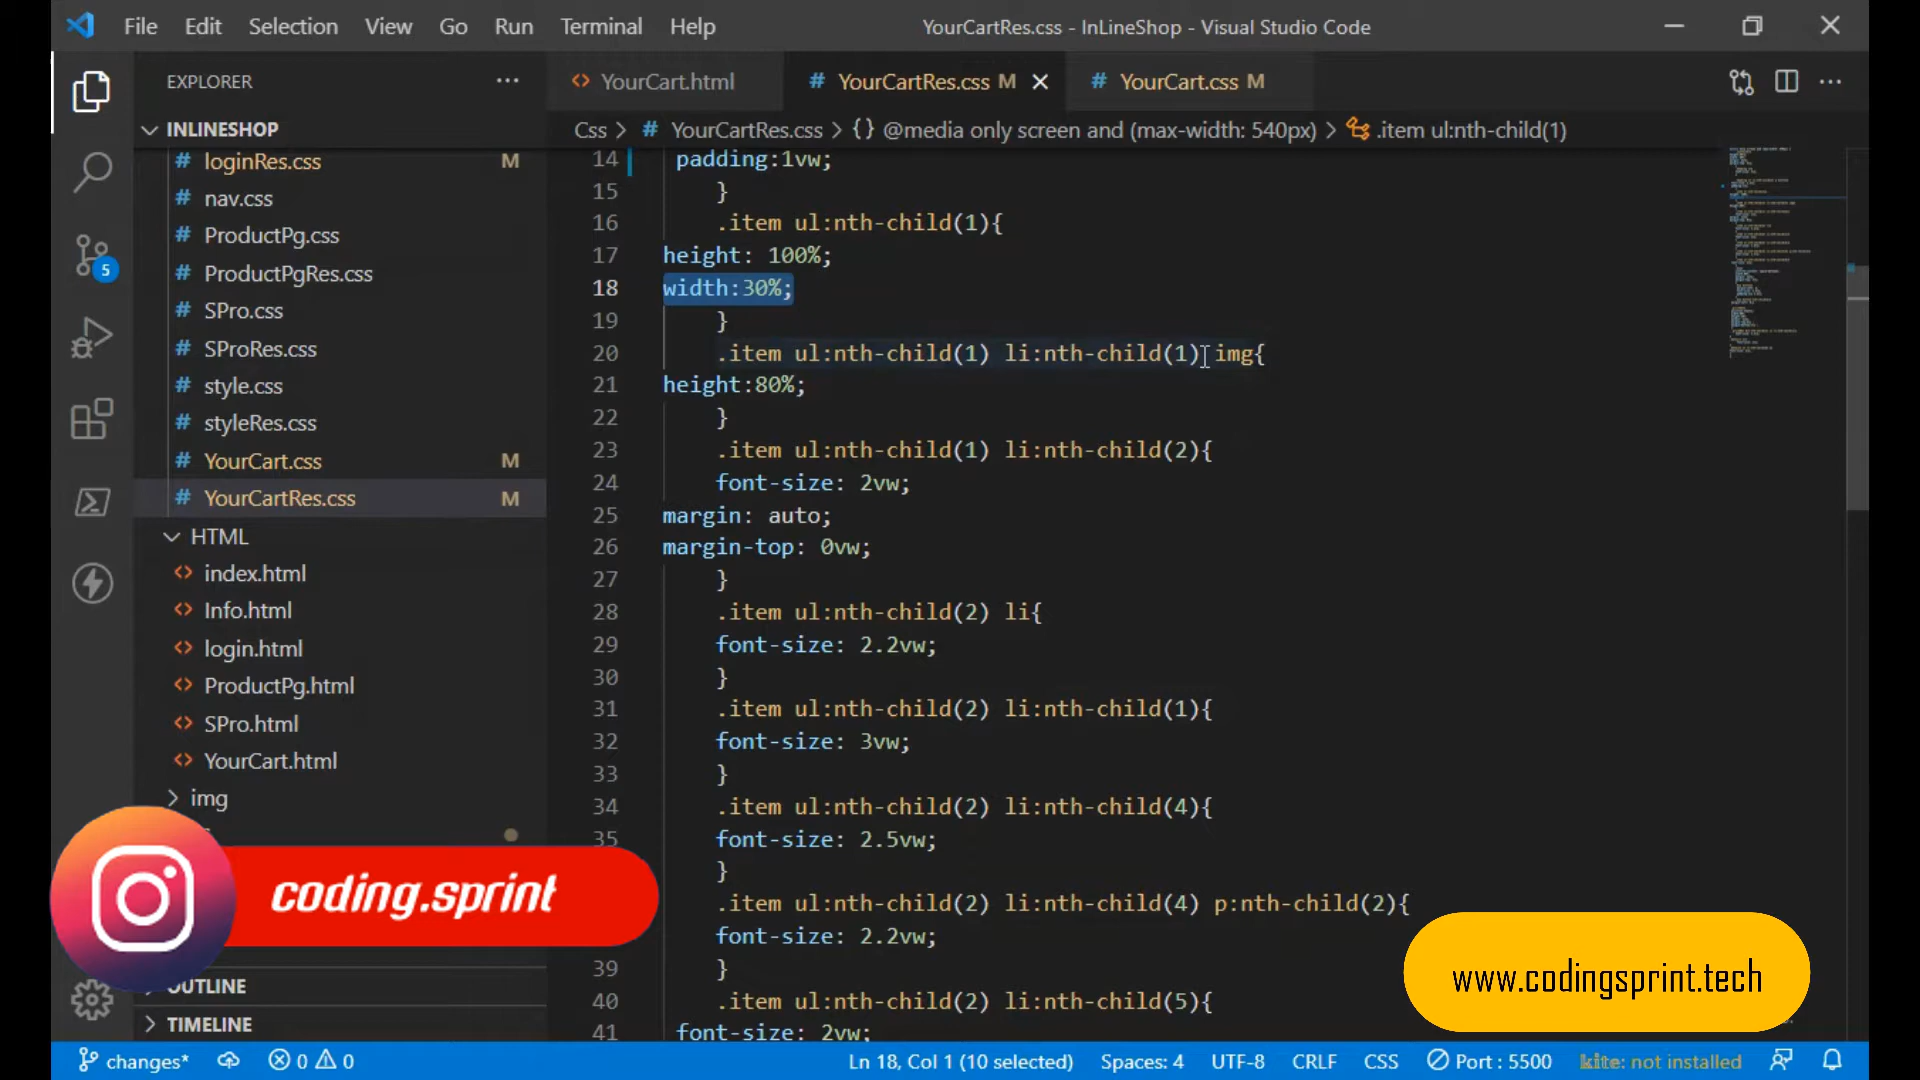 File Edit Selection View Go Run Terminal Help YourCartRes.css - InLineShop - Visual Studio Code
EXPLORER
YourCart.html YourCartRes.css M YourCart.css M
INLINESHOP
Css > # YourCartRes.css > {} @media only screen and (max-width: 540px) > .item ul:nth-child(1)
# loginRes.css M
# nav.css
# ProductPg.css
# ProductPgRes.css
# SPro.css
# SProRes.css
# style.css
# styleRes.css
# YourCart.css M
# YourCartRes.css M
HTML
<> index.html
<> Info.html
<> login.html
<> ProductPg.html
<> SPro.html
<> YourCart.html
img
OUTLINE
TIMELINE
5
14 padding:1vw;
15 }
16 .item ul:nth-child(1){
17 height: 100%;
18 width:30%;
19 }
20 .item ul:nth-child(1) li:nth-child(1) img{
21 height:80%;
22 }
23 .item ul:nth-child(1) li:nth-child(2){
24 font-size: 2vw;
25 margin: auto;
26 margin-top: 0vw;
27 }
28 .item ul:nth-child(2) li{
29 font-size: 2.2vw;
30 }
31 .item ul:nth-child(2) li:nth-child(1){
32 font-size: 3vw;
33 }
34 .item ul:nth-child(2) li:nth-child(4){
35 font-size: 2.5vw;
}
.item ul:nth-child(2) li:nth-child(4) p:nth-child(2){
font-size: 2.2vw;
39 }
40 .item ul:nth-child(2) li:nth-child(5){
41 font-size: 2vw;
coding.sprint
www.codingsprint.tech
changes* 0 0 Ln 18, Col 1 (10 selected) Spaces: 4 UTF-8 CRLF CSS Port : 5500 kite: not installed